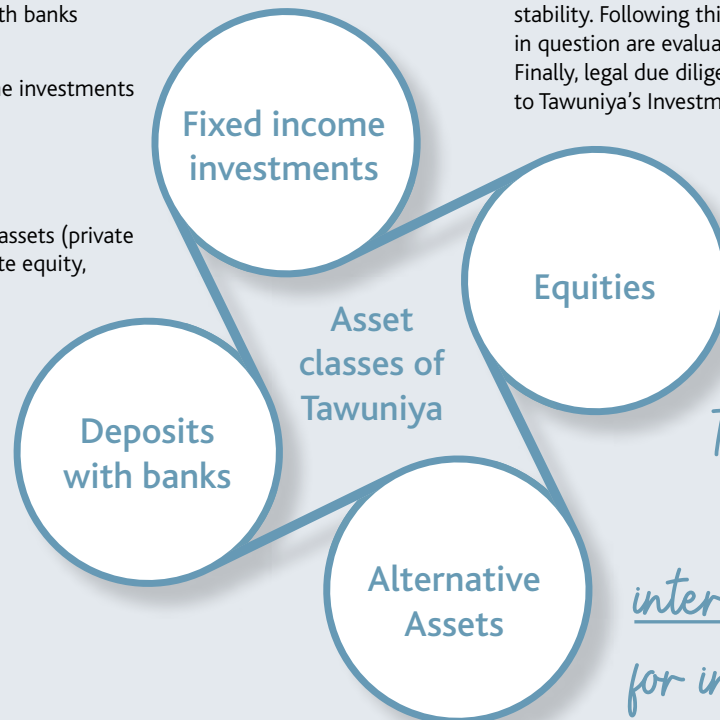 th banks
e investments
assets (private
te equity,
stability. Following thi
in question are evalua
Finally, legal due dilige
to Tawuniya's Investm
Fixed income
investments
Equities
Asset
classes of
Tawuniya
Deposits
with banks
Alternative
Assets
T
inter
for in